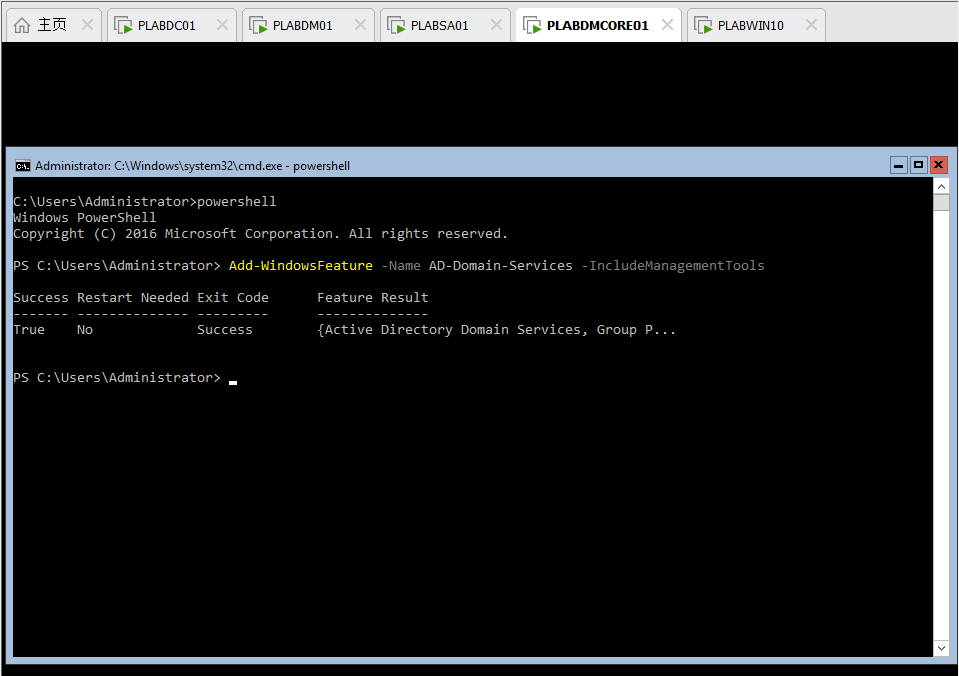 主页 PLABDC01 PLABDM01 PLABSA01 PLABDMCORE01 PLABWIN10
Administrator: C:\Windows\system32\cmd.exe - powershell
C:\Users\Administrator>powershell
Windows PowerShell
Copyright (C) 2016 Microsoft Corporation. All rights reserved.
PS C:\Users\Administrator> Add-WindowsFeature -Name AD-Domain-Services -IncludeManagementTools
Success Restart Needed Exit Code      Feature Result
------- -------------- ---------      --------------
True    No             Success        {Active Directory Domain Services, Group P...
PS C:\Users\Administrator>